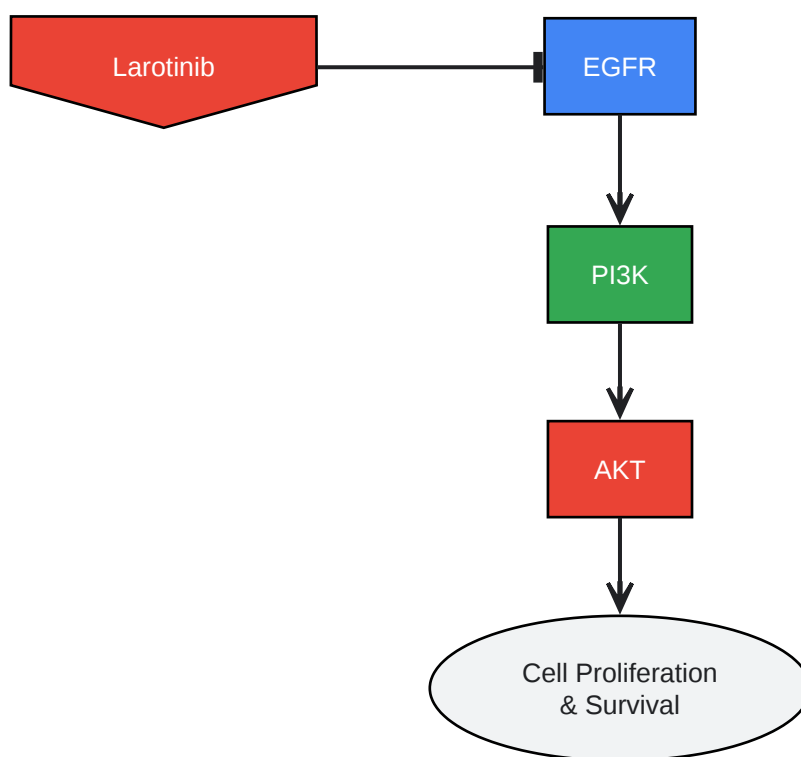 Larotinib
EGFR
PI3K
AKT
Cell Proliferation
& Survival